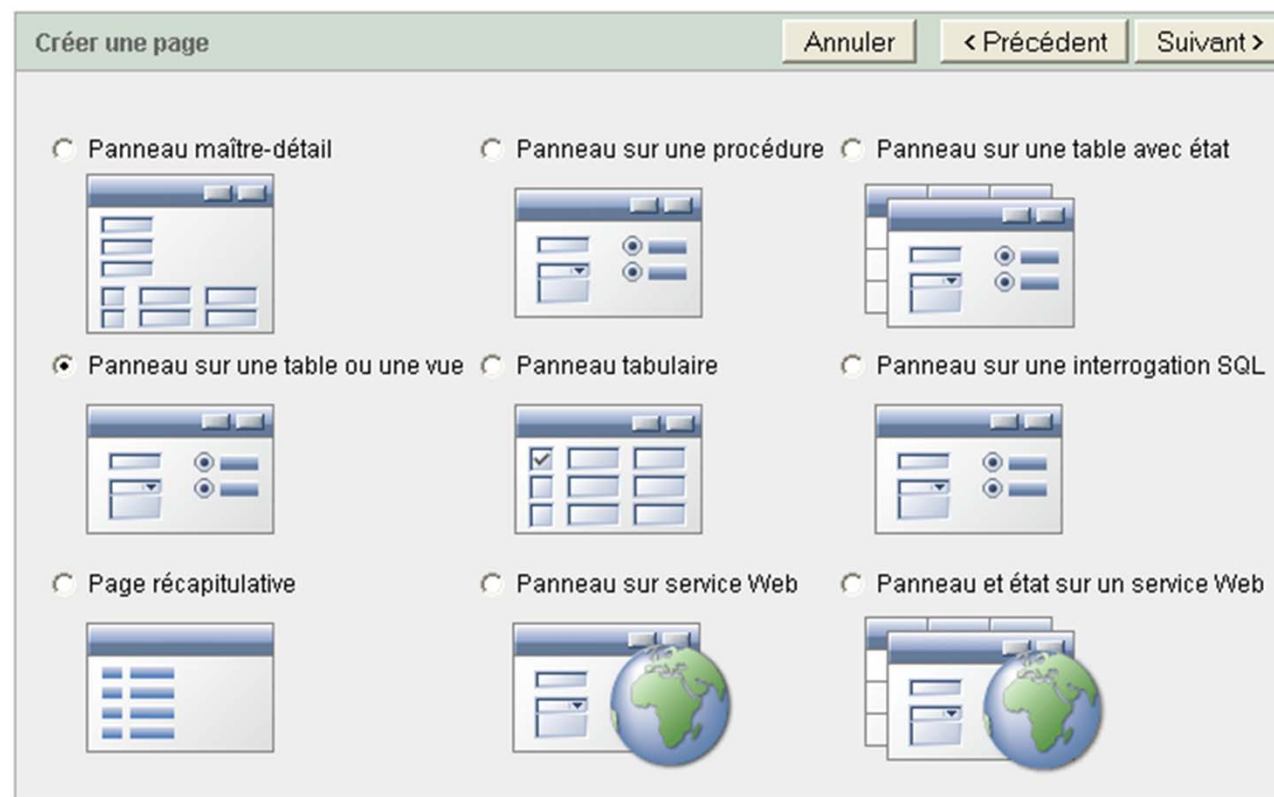 Créer une page
Annuler
< Précédent
Suivant >
Panneau maître-détail
Panneau sur une procédure
Panneau sur une table avec état
Panneau sur une table ou une vue
Panneau tabulaire
Panneau sur une interrogation SQL
Page récapitulative
Panneau sur service Web
Panneau et état sur un service Web